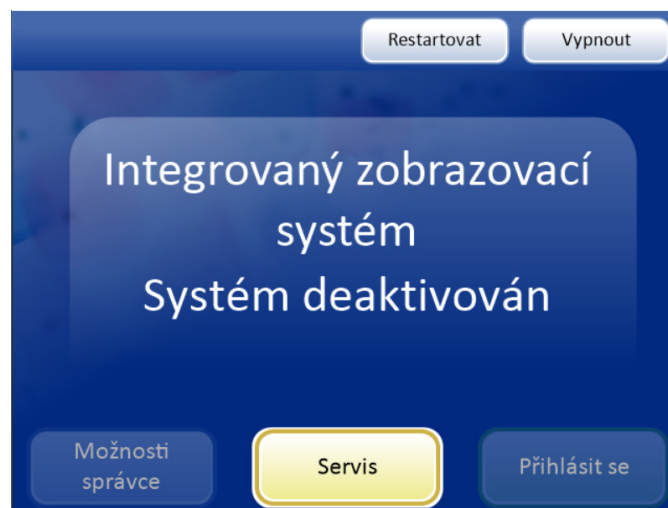 Restartovat
Vypnout
Integrovaný zobrazovací
systém
Systém deaktivován
Možnosti
správce
Servis
Přihlásit se